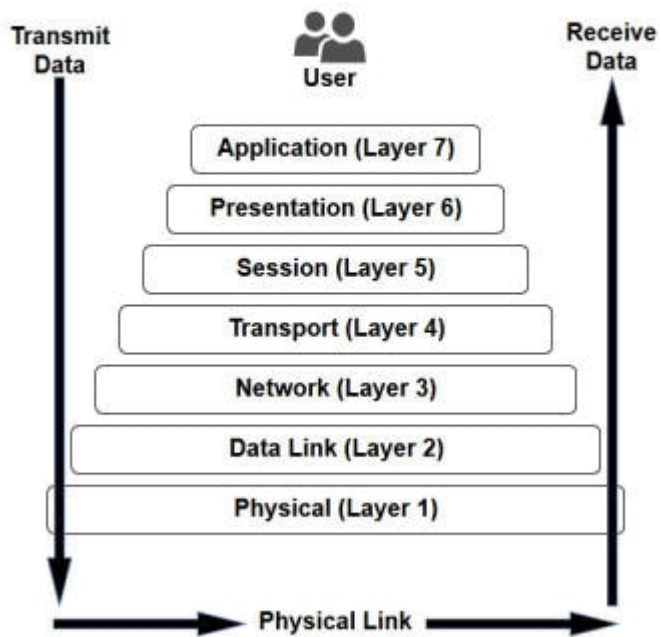 Transmit
Data
User
Receive
Data
Application (Layer 7)
Presentation (Layer 6)
Session (Layer 5)
Transport (Layer 4)
Network (Layer 3)
Data Link (Layer 2)
Physical (Layer 1)
Physical Link